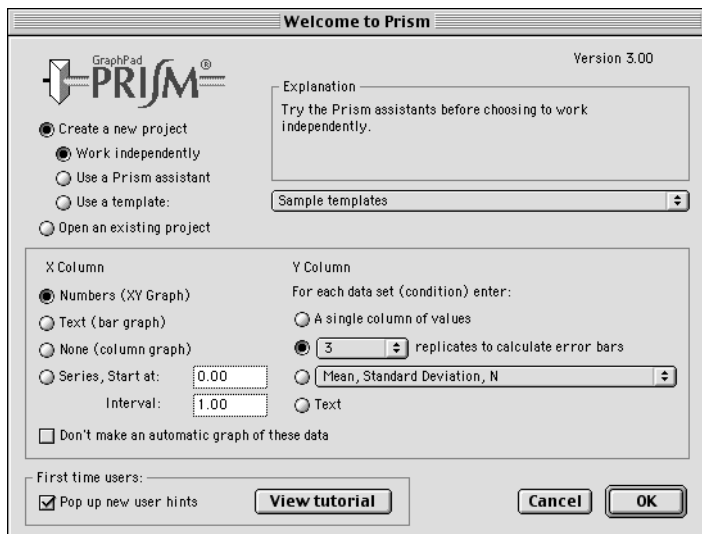 Welcome to Prism
GraphPad
PRISM®
Version 3.00
Explanation
Try the Prism assistants before choosing to work
independently.
Create a new project
Work independently
Use a Prism assistant
Use a template:
Sample templates
Open an existing project
X Column
Numbers (XY Graph)
Text (bar graph)
None (column graph)
Series, Start at: 0.00
Interval: 1.00
Y Column
For each data set (condition) enter:
A single column of values
3 replicates to calculate error bars
Mean, Standard Deviation, N
Text
Don't make an automatic graph of these data
First time users:
Pop up new user hints
View tutorial
Cancel
OK